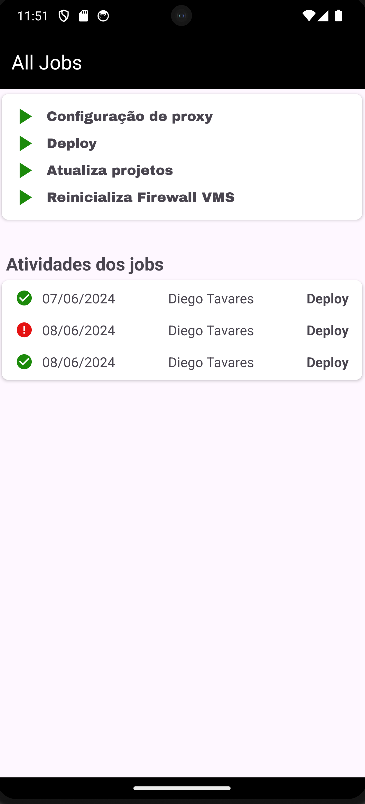 11:51
All Jobs
Configuração de proxy
Deploy
Atualiza projetos
Reinicializa Firewall VMS
Atividades dos jobs
07/06/2024 Diego Tavares Deploy
08/06/2024 Diego Tavares Deploy
08/06/2024 Diego Tavares Deploy